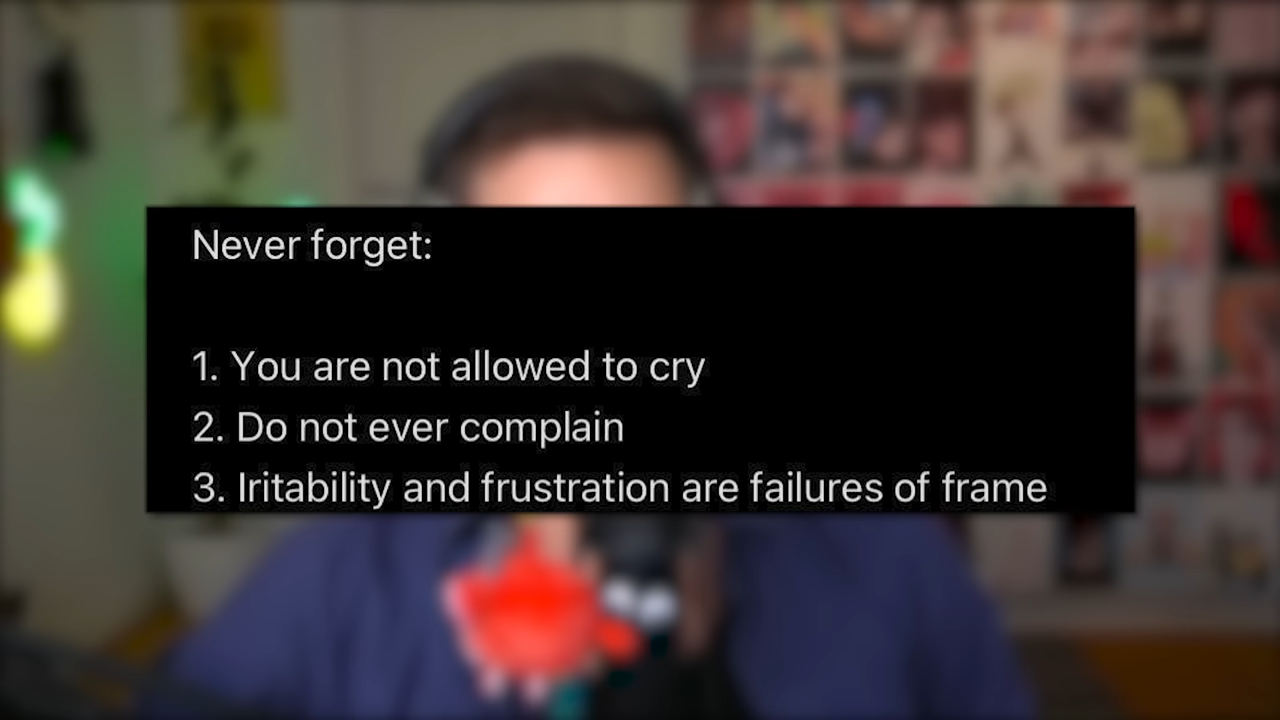 Never forget:
1. You are not allowed to cry
2. Do not ever complain
3. Iritability and frustration are failures of frame